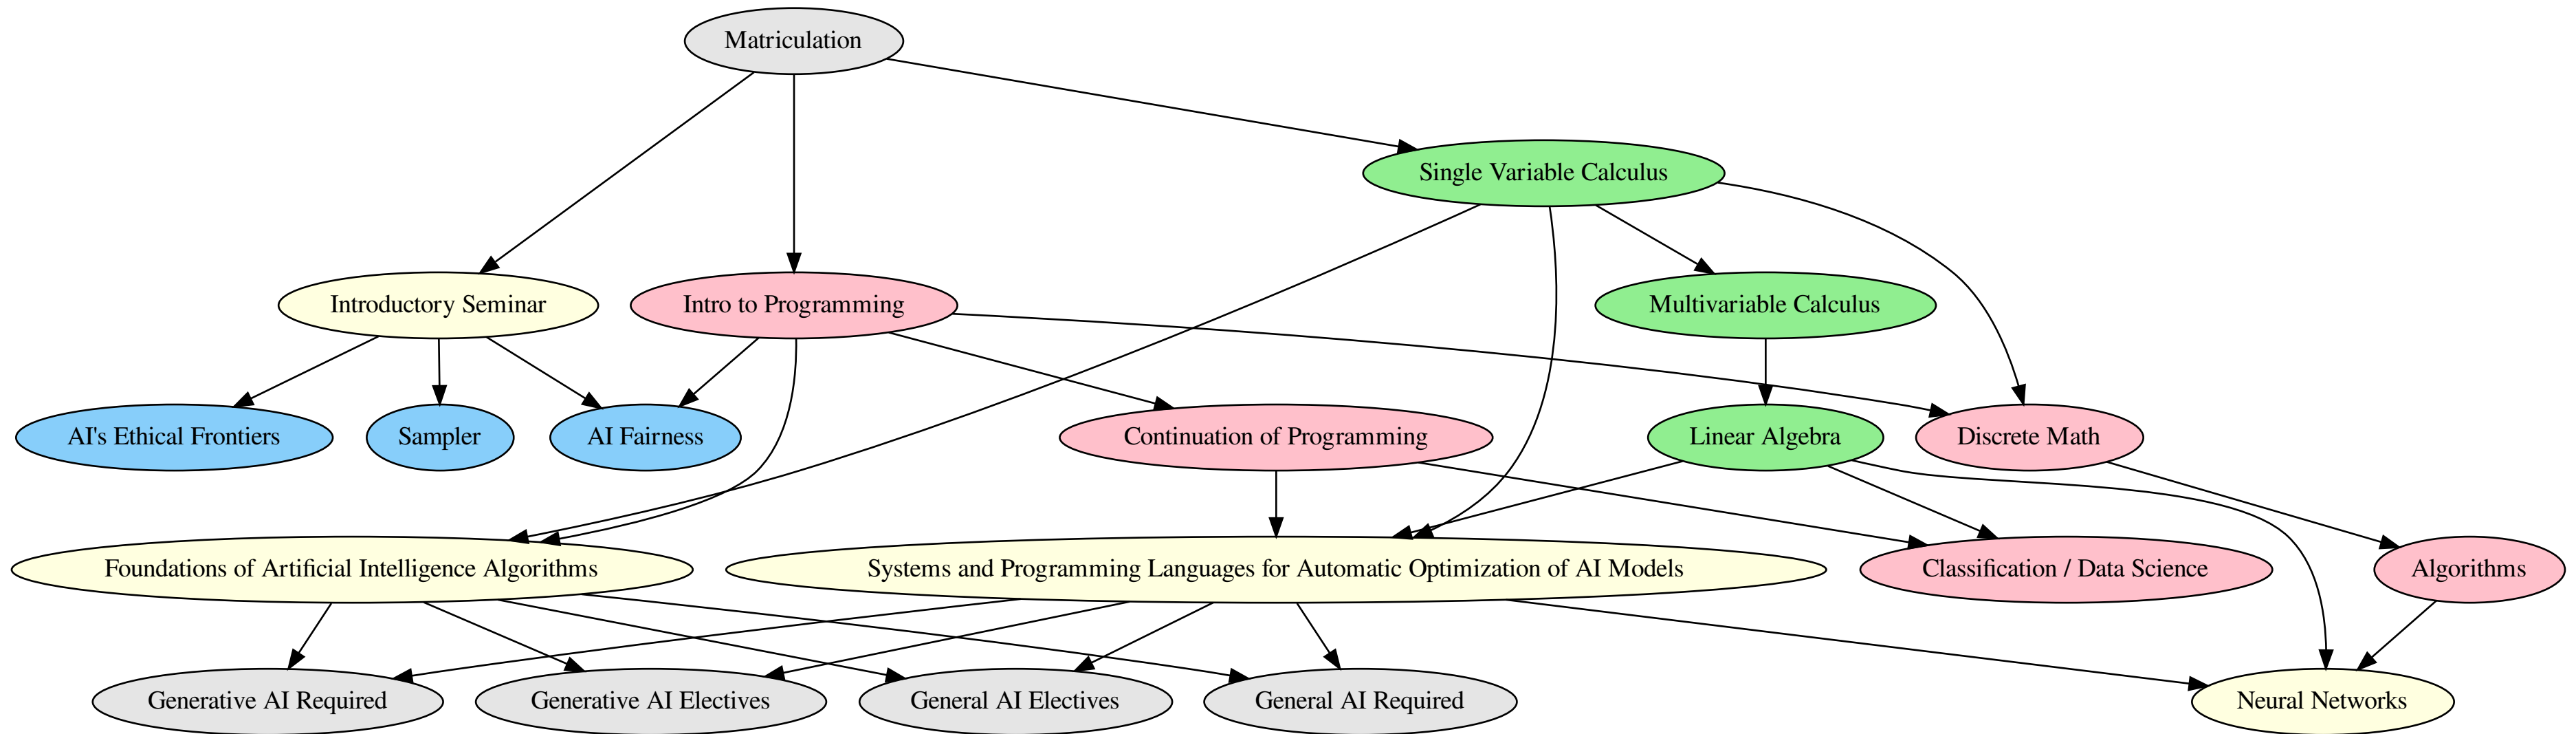 Matriculation
Single Variable Calculus
Introductory Seminar
Intro to Programming
Multivariable Calculus
AI's Ethical Frontiers
Sampler
AI Fairness
Continuation of Programming
Linear Algebra
Discrete Math
Foundations of Artificial Intelligence Algorithms
Systems and Programming Languages for Automatic Optimization of AI Models
Classification / Data Science
Algorithms
Generative AI Required
Generative AI Electives
General AI Electives
General AI Required
Neural Networks